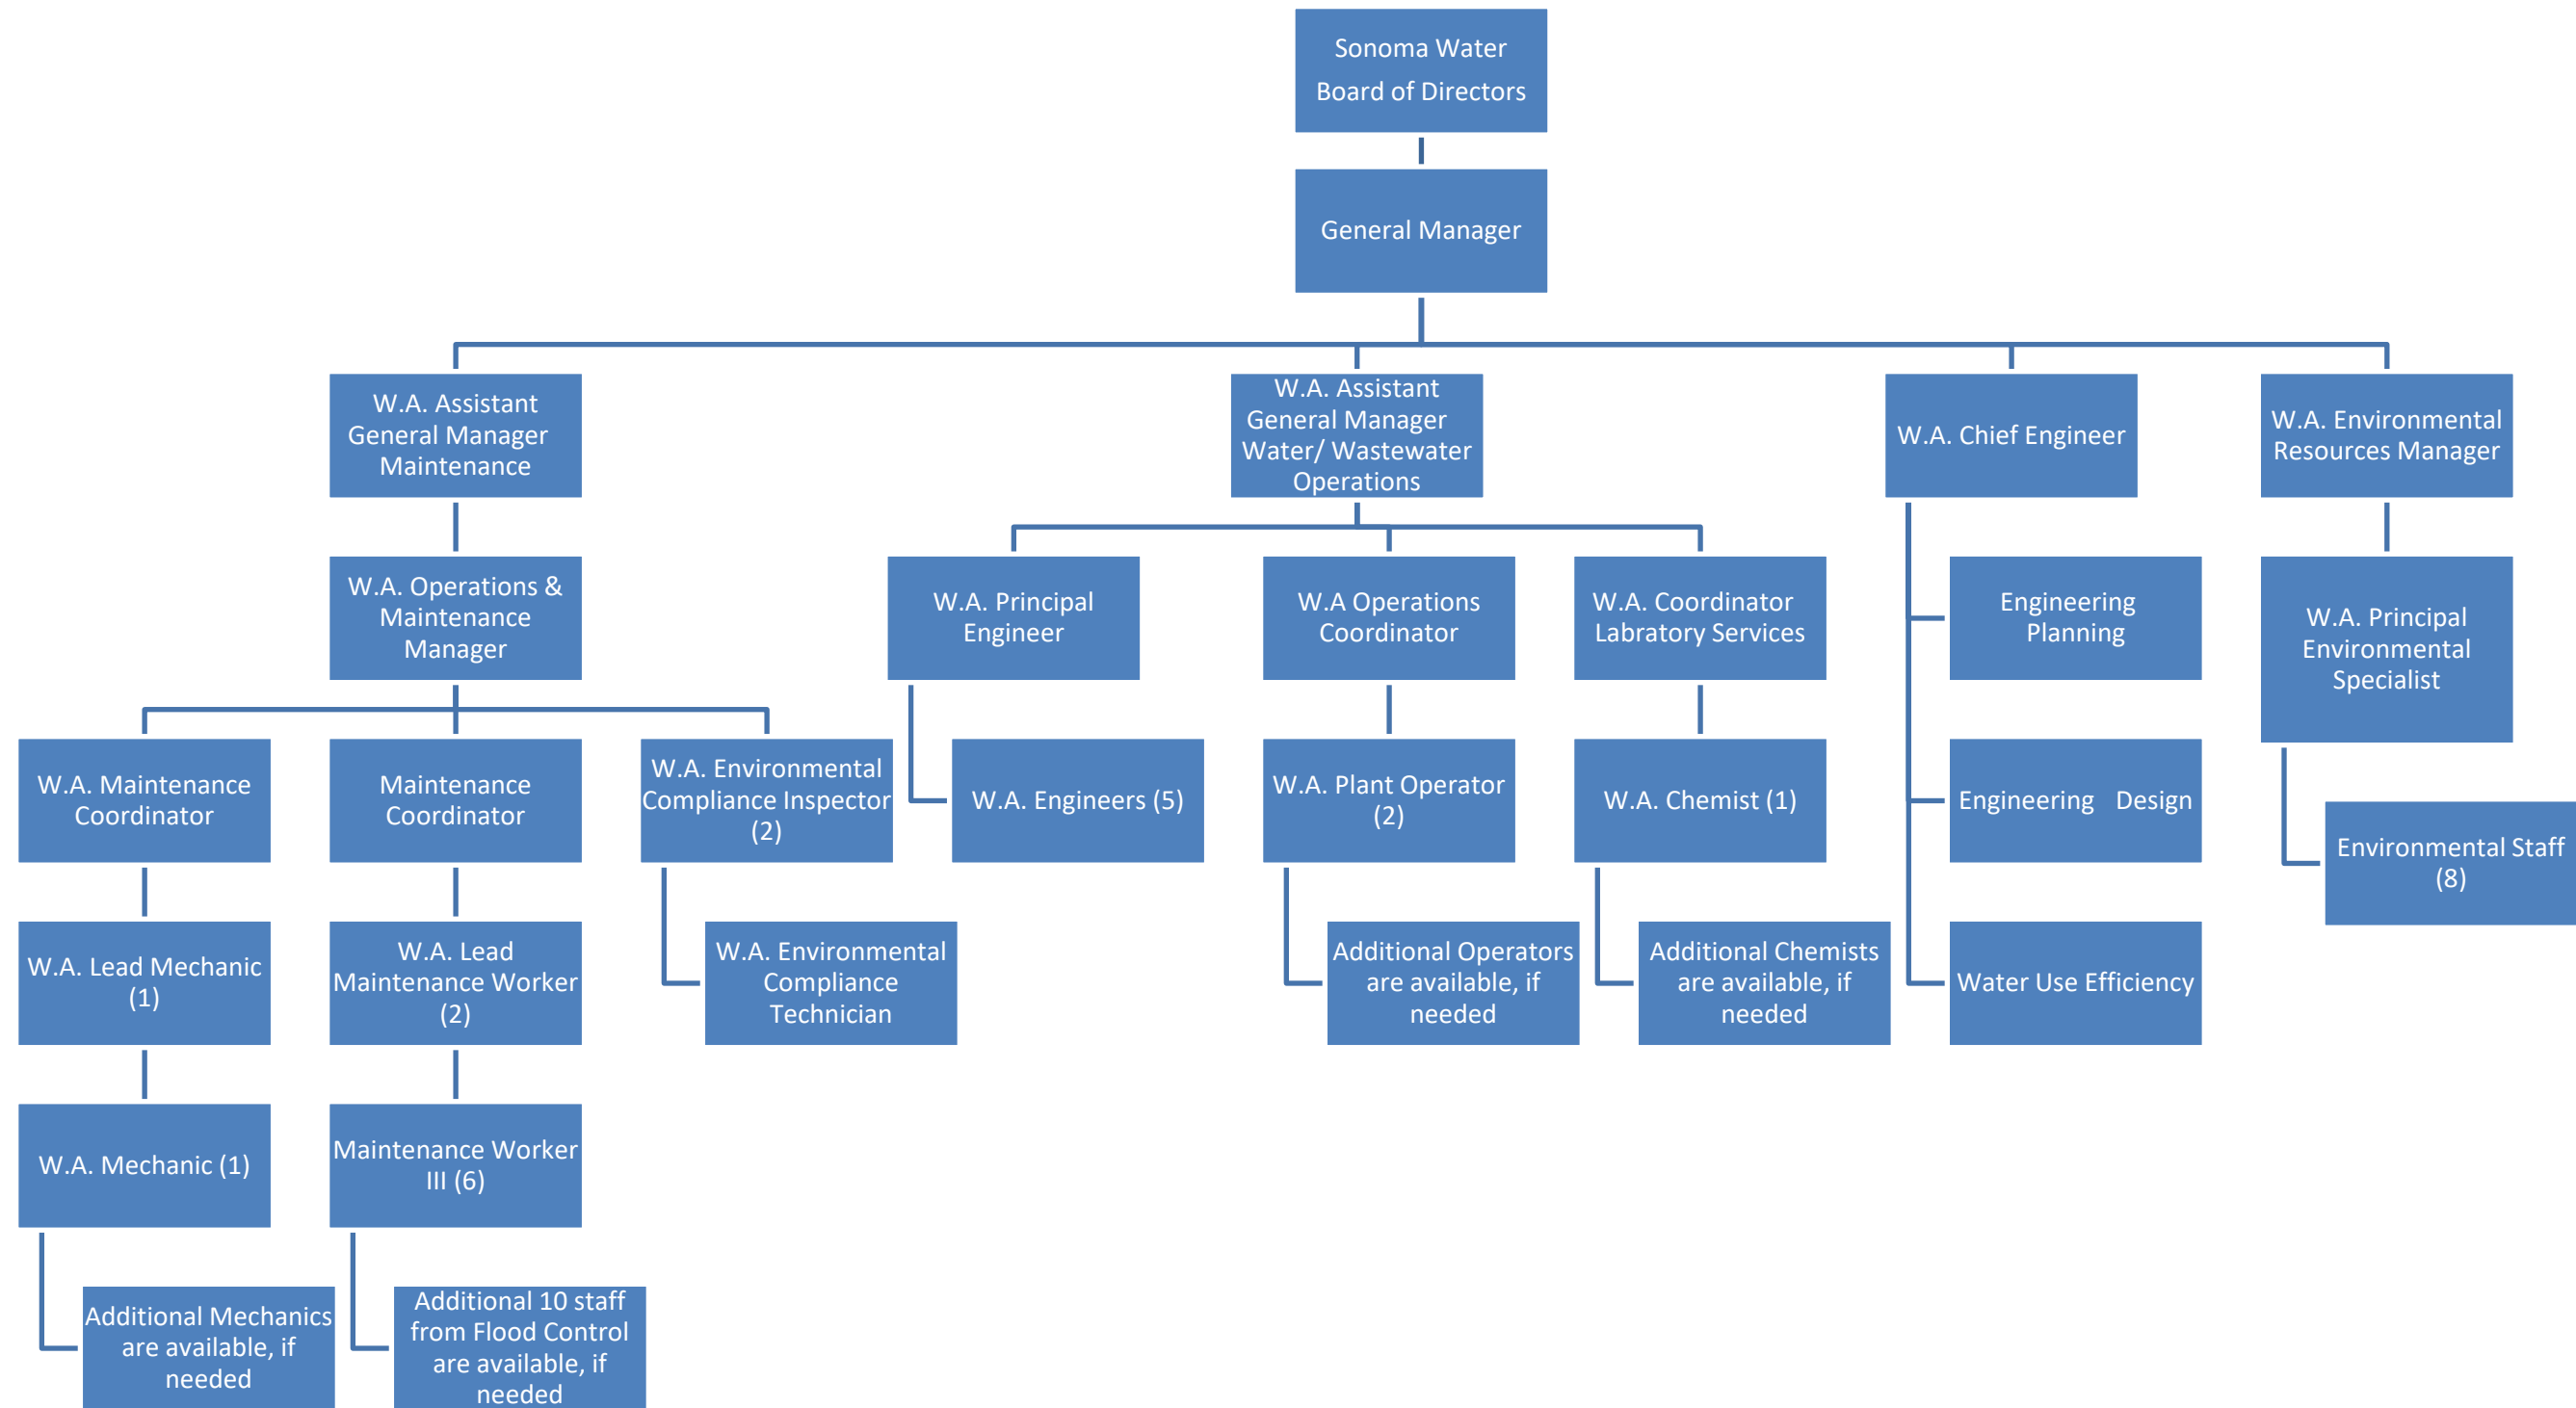 Sonoma Water
Board of Directors
General Manager
W.A. Assistant
General Manager
Maintenance
W.A. Assistant
General Manager
Water/ Wastewater
Operations
W.A. Chief Engineer
W.A. Environmental
Resources Manager
W.A. Operations &
Maintenance
Manager
W.A. Principal
Engineer
W.A Operations
Coordinator
W.A. Coordinator
Labratory Services
Engineering
Planning
W.A. Principal
Environmental
Specialist
W.A. Maintenance
Coordinator
Maintenance
Coordinator
W.A. Environmental
Compliance Inspector
(2)
W.A. Engineers (5)
W.A. Plant Operator
(2)
W.A. Chemist (1)
Engineering Design
Environmental Staff
(8)
W.A. Lead Mechanic
(1)
W.A. Lead
Maintenance Worker
(2)
W.A. Environmental
Compliance
Technician
Additional Operators
are available, if
needed
Additional Chemists
are available, if
needed
Water Use Efficiency
W.A. Mechanic (1)
Maintenance Worker
III (6)
Additional Mechanics
are available, if
needed
Additional 10 staff
from Flood Control
are available, if
needed